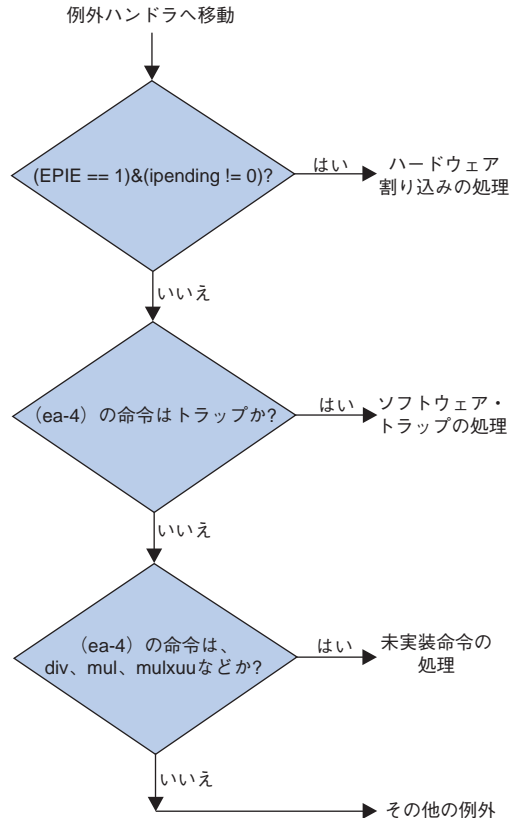 例外ハンドラへ移動
(EPIE == 1)&(ipending != 0)?
はい
ハードウェア
割り込みの処理
いいえ
(ea-4) の命令はトラップか?
はい
ソフトウェア・
トラップの処理
いいえ
(ea-4) の命令は、
div、mul、mulxuuなどか?
はい
未実装命令の
処理
いいえ
その他の例外